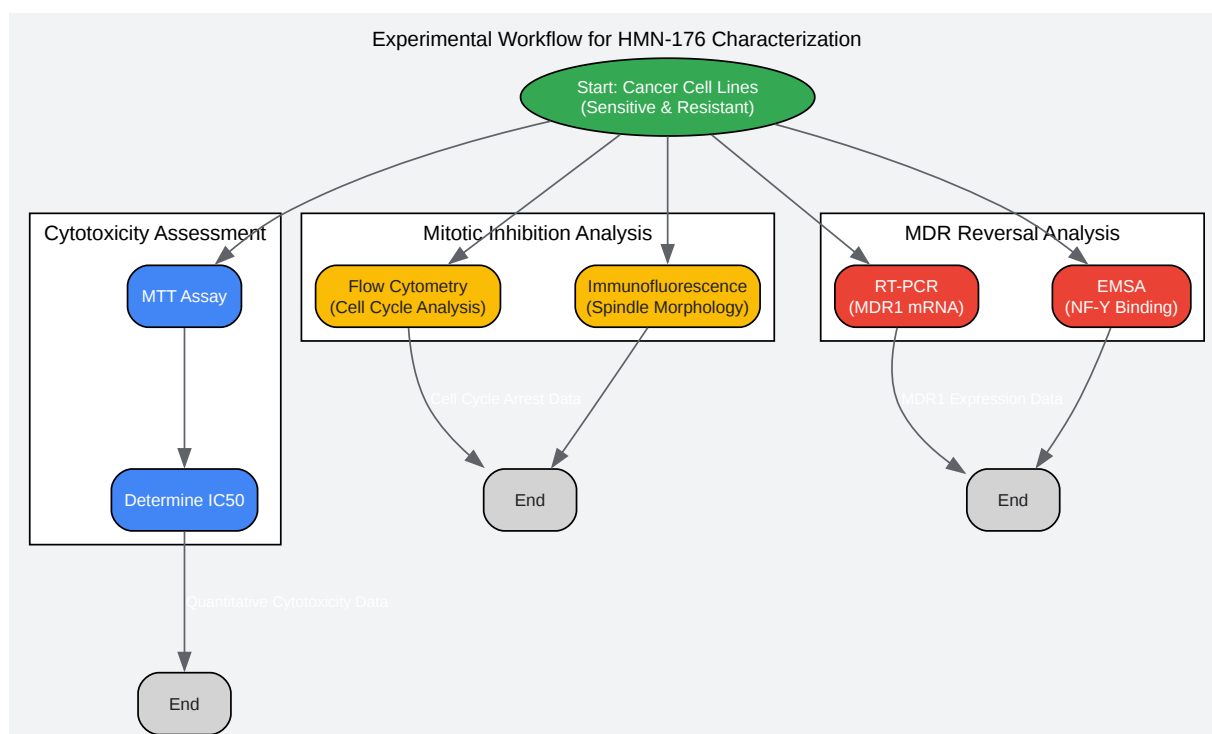 Experimental Workflow for HMN-176 Characterization
Start: Cancer Cell Lines
(Sensitive & Resistant)
Cytotoxicity Assessment
MTT Assay
Determine IC50
Quantitative Cytotoxicity Data
End
Mitotic Inhibition Analysis
Flow Cytometry
(Cell Cycle Analysis)
Immunofluorescence
(Spindle Morphology)
Cell Cycle Arrest Data
End
MDR Reversal Analysis
RT-PCR
(MDR1 mRNA)
EMSA
(NF-Y Binding)
MDR1 Expression Data
End